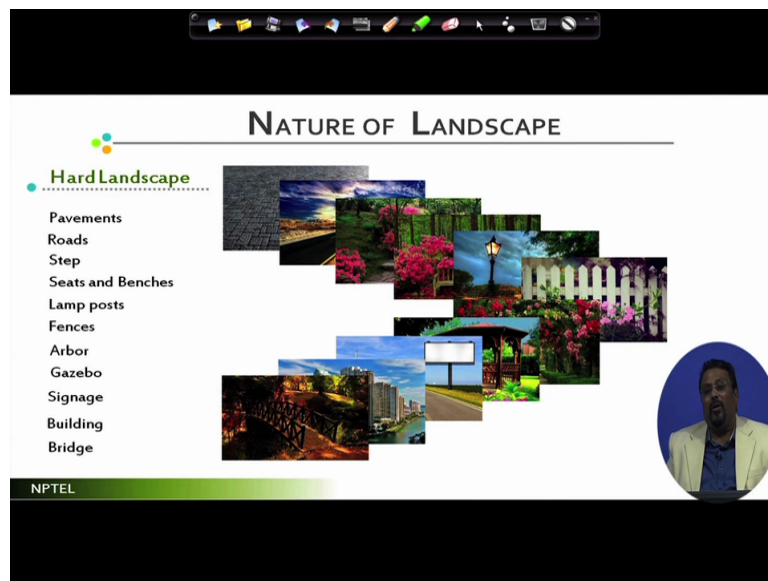 NATURE OF LANDSCAPE
Hard Landscape
Pavements
Roads
Step
Seats and Benches
Lamp posts
Fences
Arbor
Gazebo
Signage
Building
Bridge
NPTEL